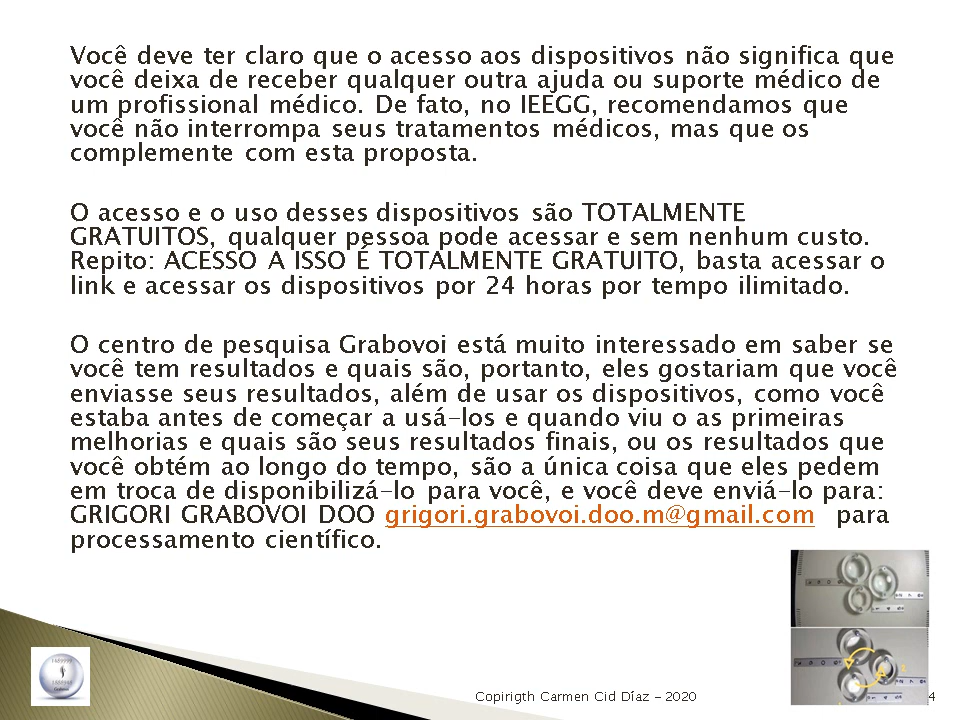 Você deve ter claro que o acesso aos dispositivos não significa que
você deixa de receber qualquer outra ajuda ou suporte médico de
um profissional médico. De fato, no IEEGG, recomendamos que
você não interrompa seus tratamentos médicos, mas que os
complemente com esta proposta.
O acesso e o uso desses dispositivos são TOTALMENTE
GRATUITOS, qualquer pessoa pode acessar e sem nenhum custo.
Repito: ACESSO A ISSO É TOTALMENTE GRATUITO, basta acessar o
link e acessar os dispositivos por 24 horas por tempo ilimitado.
O centro de pesquisa Grabovoi está muito interessado em saber se
você tem resultados e quais são, portanto, eles gostariam que você
enviasse seus resultados, além de usar os dispositivos, como você
estaba antes de começar a usá-los e quando viu o as primeiras
melhorias e quais são seus resultados finais, ou os resultados que
você obtém ao longo do tempo, são a única coisa que eles pedem
em troca de disponibilizá-lo para você, e você deve enviá-lo para:
GRIGORI GRABOVOI DOO grigori.grabovoi.doo.m@gmail.com para
processamento científico.
Copirigth Carmen Cid Díaz - 2020
4